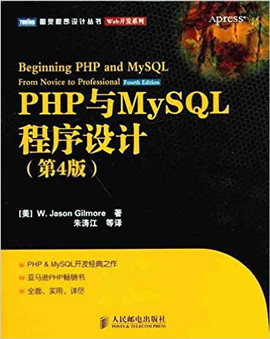 图灵程序设计丛书 Web开发系列
Apress®
Beginning PHP and MySQL
From Novice to Professional Fourth Edition
PHP与MySQL
程序设计
(第4版)
[美] W. Jason Gilmore 著
朱涛江 等译
PHP & MySQL开发经典之作
亚马逊PHP畅销书
全面、实用、详尽
人民邮电出版社
POSTS & TELECOM PRESS